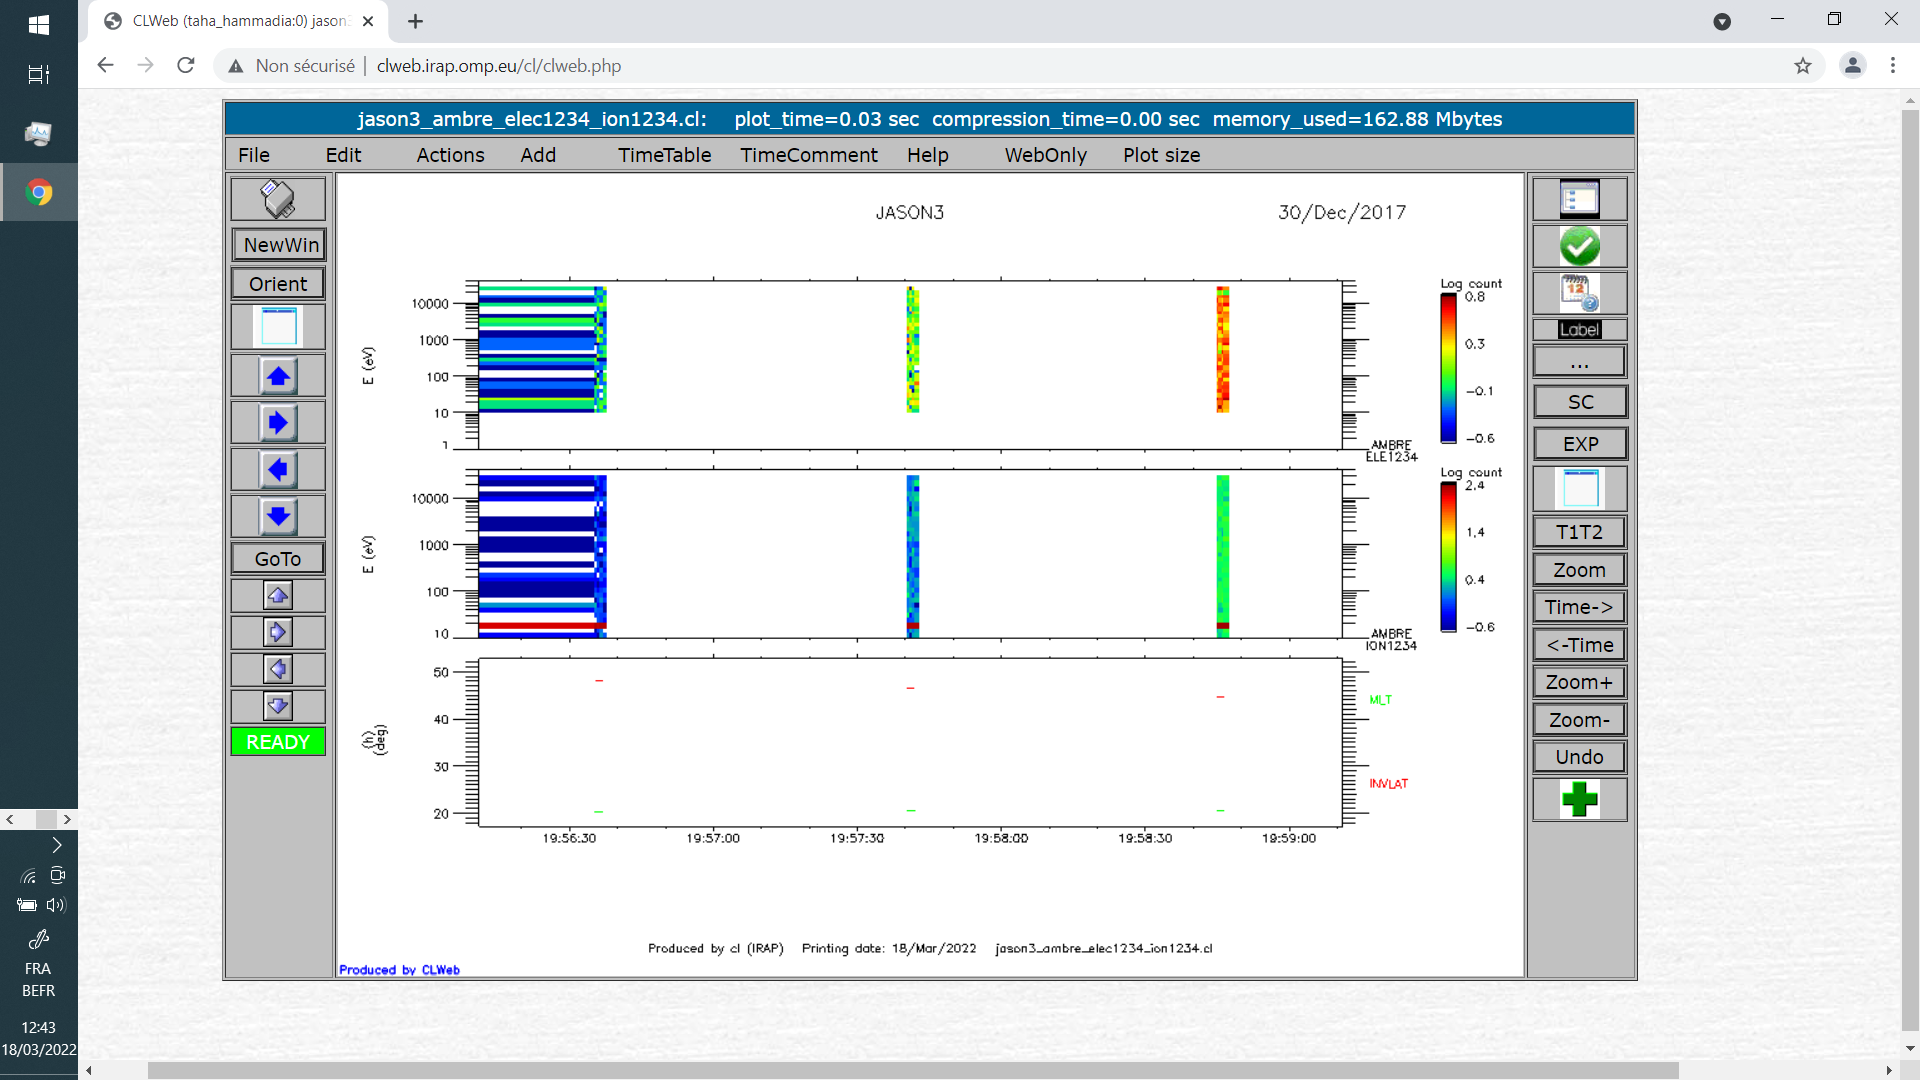 CLWeb (taha_hammadia:0) jason3
Non sécurisé
clweb.irap.omp.eu/cl/clweb.php
jason3_ambre_elec1234_ion1234.cl: plot_time=0.03 sec compression_time=0.00 sec memory_used=162.88 Mbytes
File Edit Actions Add TimeTable TimeComment Help WebOnly Plot size
NewWin
Orient
GoTo
READY
JASON3
30/Dec/2017
10000
1000
100
10
1
E (eV)
Log count
0.8
0.3
-0.1
-0.6
AMBRE
ELE1234
10000
1000
100
10
E (eV)
Log count
2.4
1.4
0.4
-0.6
AMBRE
ION1234
50
40
30
20
(h)
(deg)
MLT
INVLAT
19:56:30 19:57:00 19:57:30 19:58:00 19:58:30 19:59:00
Produced by cl (IRAP) Printing date: 18/Mar/2022 jason3_ambre_elec1234_ion1234.cl
Produced by CLWeb
12
Label
...
SC
EXP
T1T2
Zoom
Time->
<-Time
Zoom+
Zoom-
Undo
FRA
BEFR
12:43
18/03/2022